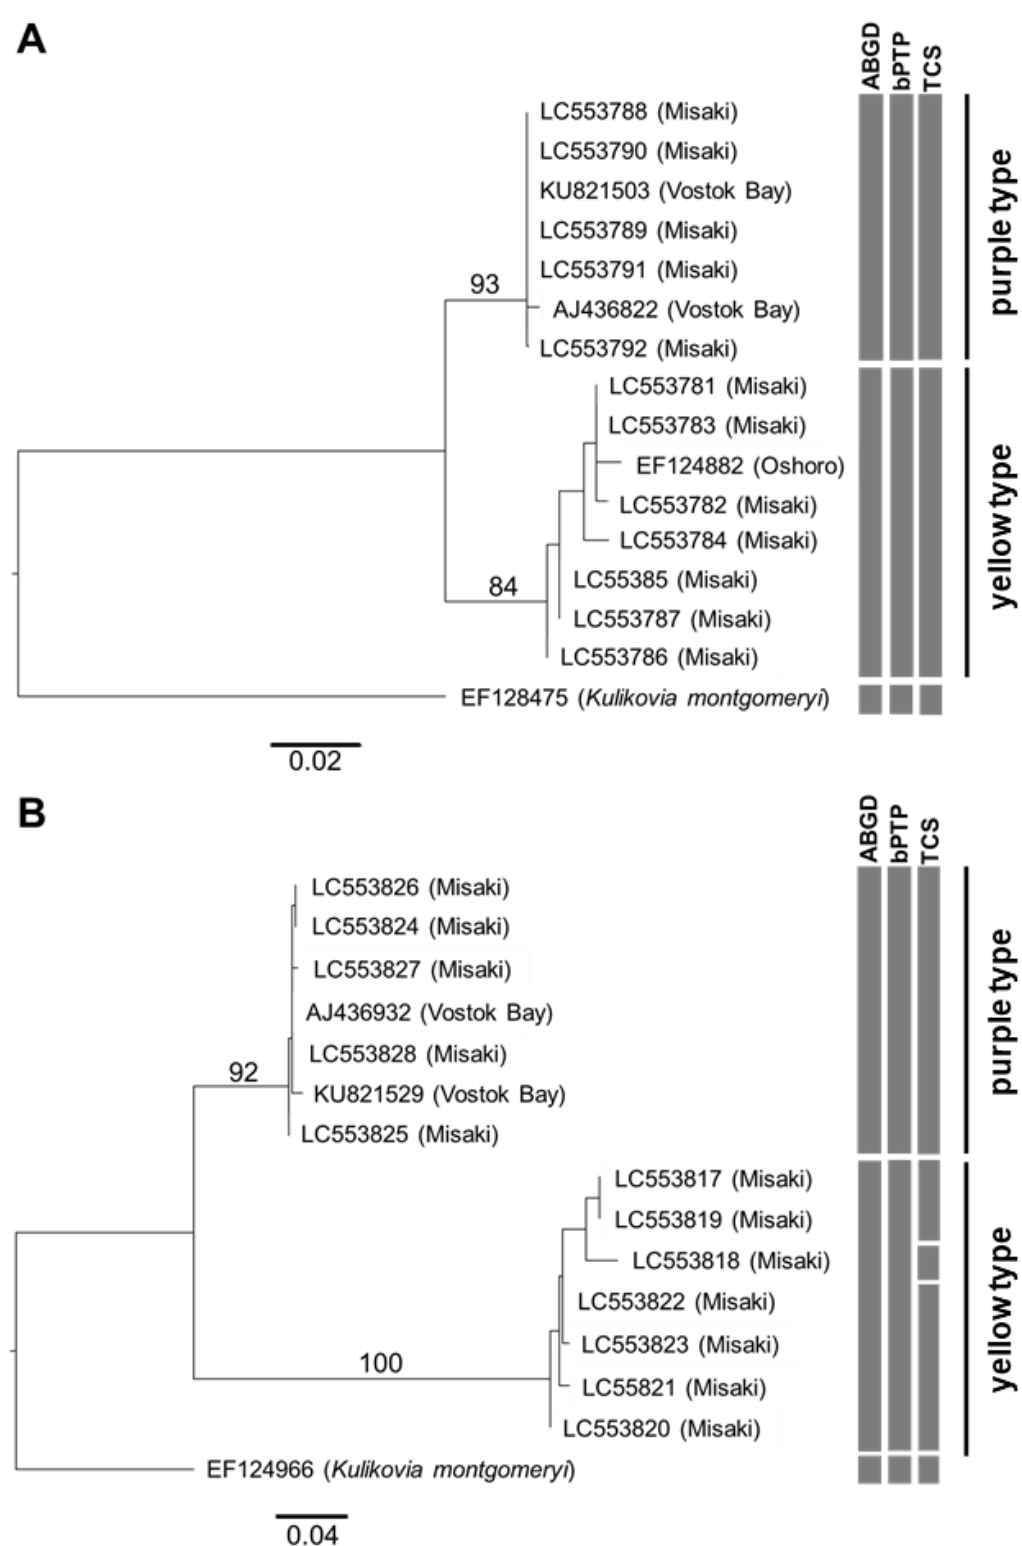 A
ABGD
bPTP
TCS
LC553788 (Misaki)
LC553790 (Misaki)
KU821503 (Vostok Bay)
LC553789 (Misaki)
LC553791 (Misaki)
93
AJ436822 (Vostok Bay)
LC553792 (Misaki)
purple type
LC553781 (Misaki)
LC553783 (Misaki)
EF124882 (Oshoro)
LC553782 (Misaki)
LC553784 (Misaki)
LC55385 (Misaki)
84
LC553787 (Misaki)
LC553786 (Misaki)
yellow type
EF128475 (Kulikovia montgomeryi)
0.02
B
ABGD
bPTP
TCS
LC553826 (Misaki)
LC553824 (Misaki)
LC553827 (Misaki)
AJ436932 (Vostok Bay)
LC553828 (Misaki)
92
KU821529 (Vostok Bay)
LC553825 (Misaki)
purple type
LC553817 (Misaki)
LC553819 (Misaki)
LC553818 (Misaki)
LC553822 (Misaki)
LC553823 (Misaki)
100
LC55821 (Misaki)
LC553820 (Misaki)
yellow type
EF124966 (Kulikovia montgomeryi)
0.04